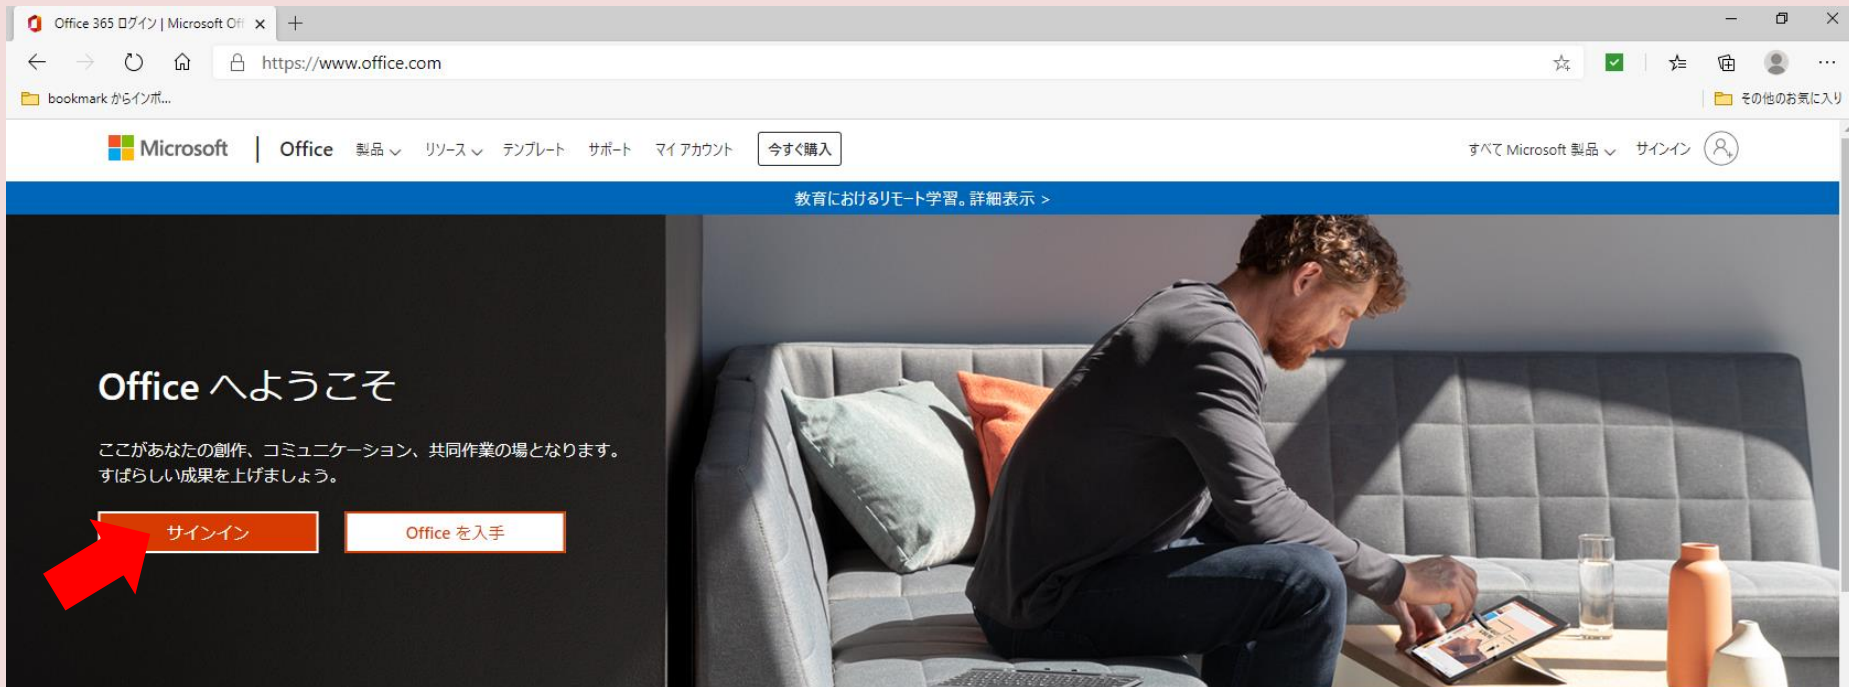 Office 365 ログイン | Microsoft Off
https://www.office.com
bookmark からインポ...
その他のお気に入り
Microsoft | Office 製品 リソース テンプレート サポート マイ アカウント 今すぐ購入 すべて Microsoft 製品 サインイン
教育におけるリモート学習。詳細表示 >
Office へようこそ
ここがあなたの創作、コミュニケーション、共同作業の場となります。
すばらしい成果を上げましょう。
サインイン
Office を入手